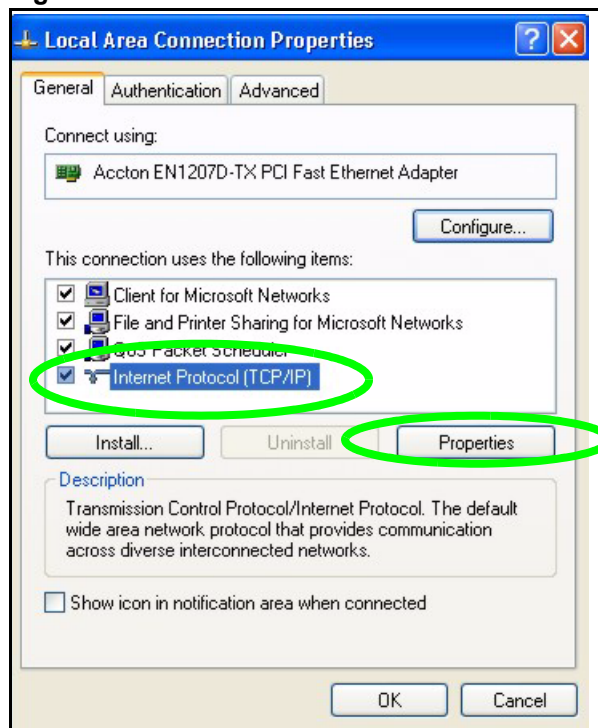 Local Area Connection Properties
General Authentication Advanced
Connect using:
Accton EN1207D-TX PCI Fast Ethernet Adapter
Configure...
This connection uses the following items:
Client for Microsoft Networks
File and Printer Sharing for Microsoft Networks
QoS Packet Scheduler
Internet Protocol (TCP/IP)
Install... Uninstall Properties
Description
Transmission Control Protocol/Internet Protocol. The default
wide area network protocol that provides communication
across diverse interconnected networks.
Show icon in notification area when connected
OK Cancel